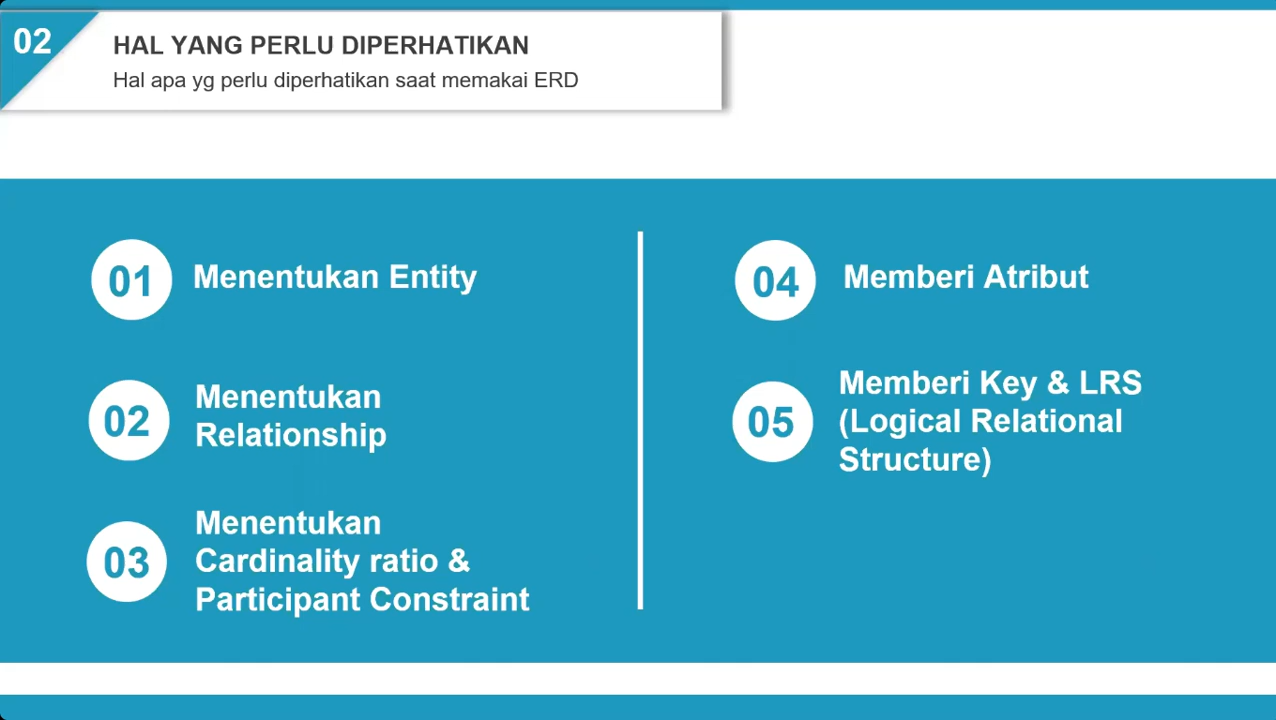 02
HAL YANG PERLU DIPERHATIKAN
Hal apa yg perlu diperhatikan saat memakai ERD
01
Menentukan Entity
02
Menentukan
Relationship
03
Menentukan
Cardinality ratio &
Participant Constraint
04
Memberi Atribut
05
Memberi Key & LRS
(Logical Relational
Structure)